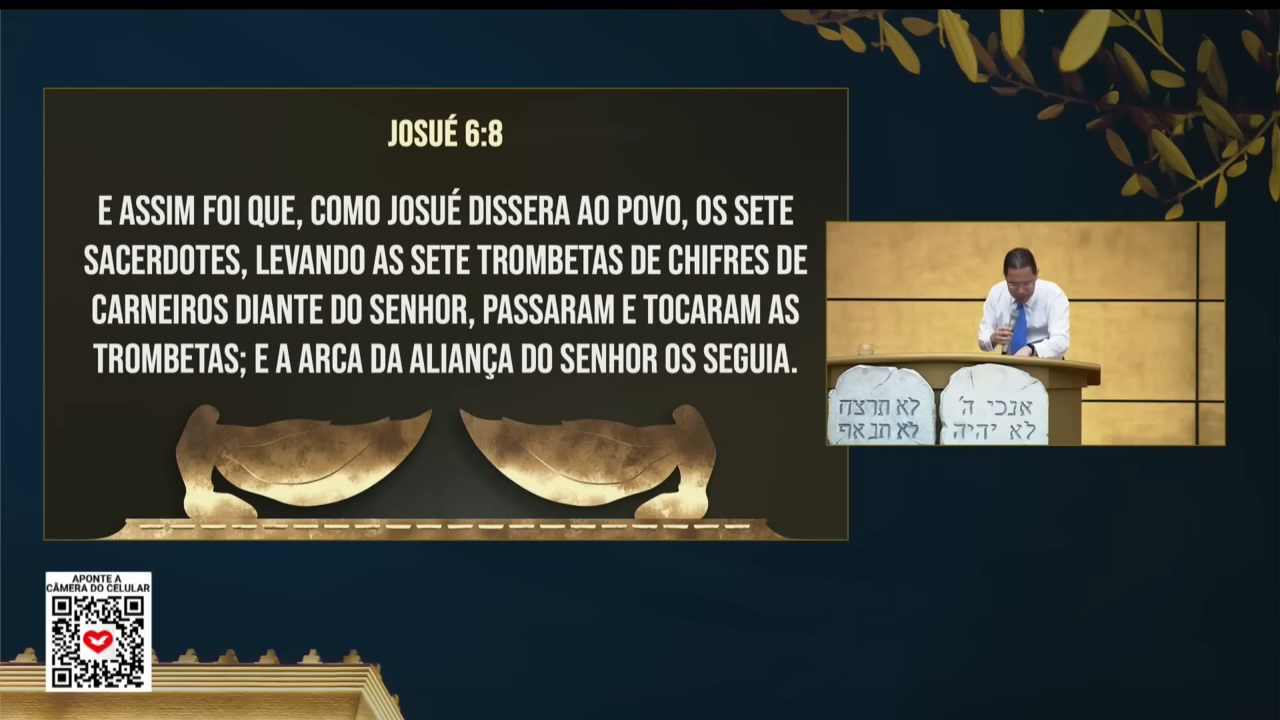 JOSUÉ 6:8
E ASSIM FOI QUE, COMO JOSUÉ DISSERA AO POVO, OS SETE
SACERDOTES, LEVANDO AS SETE TROMBETAS DE CHIFRES DE
CARNEIROS DIANTE DO SENHOR, PASSARAM E TOCARAM AS
TROMBETAS; E A ARCA DA ALIANÇA DO SENHOR OS SEGUIA.
לא תרצח
לא תנאף
אנכי ה'
לא יהיה
APONTE A
CÂMERA DO CELULAR